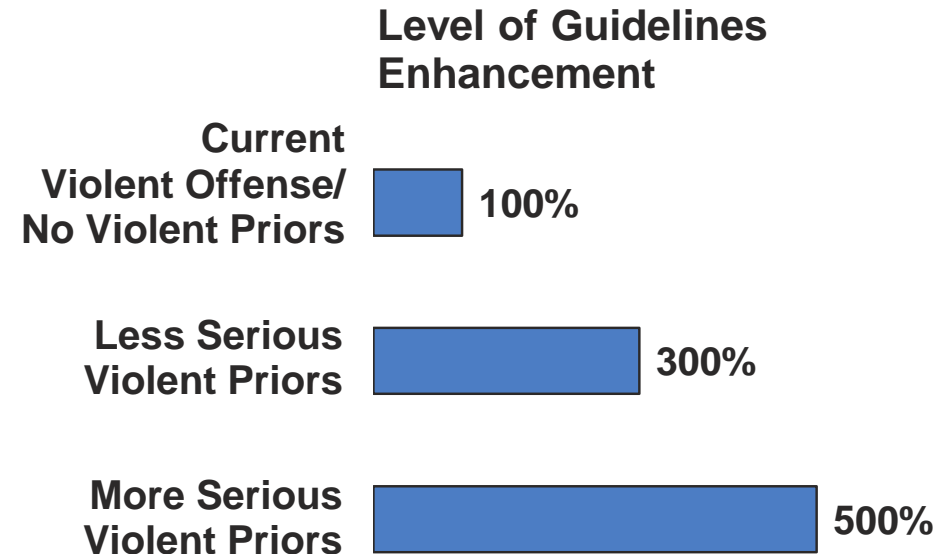 Level of Guidelines
Enhancement
Current
Violent Offense/
No Violent Priors
100%
Less Serious
Violent Priors
300%
More Serious
Violent Priors
500%